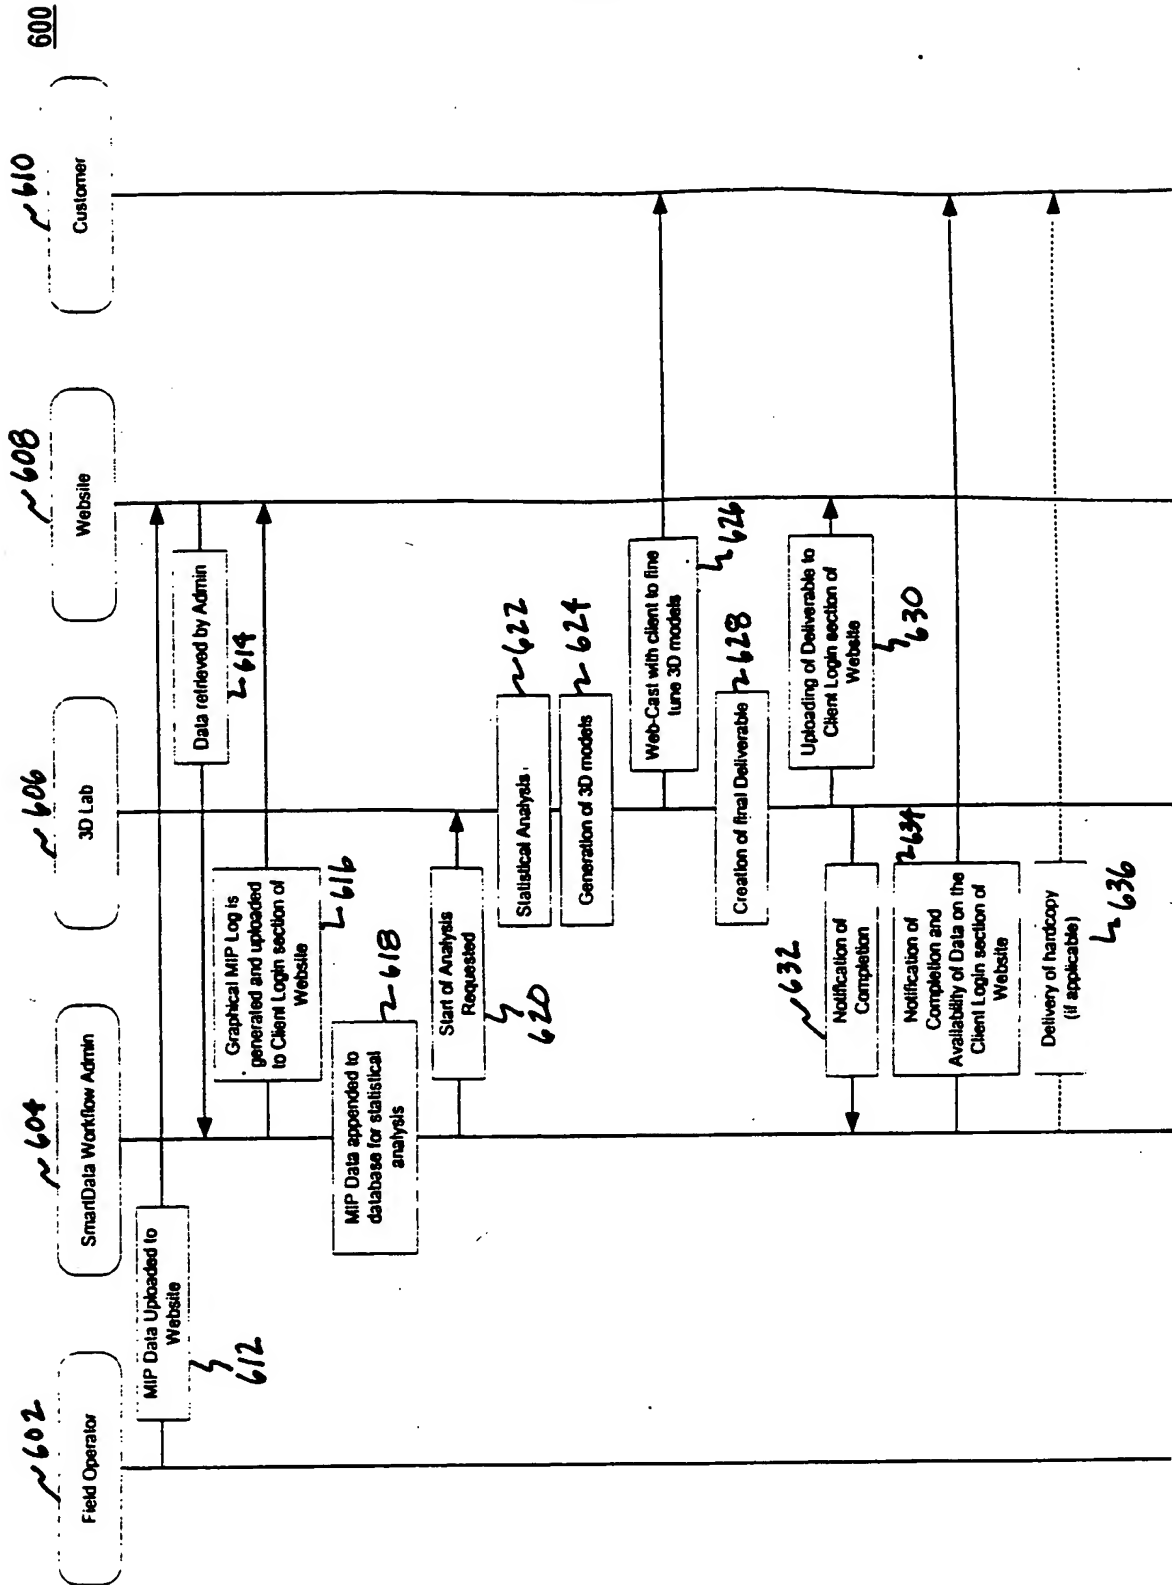 600
602
Field Operator
604
SmartData Workflow Admin
606
3D Lab
608
Website
610
Customer
MIP Data Uploaded to
Website
612
Data retrieved by Admin
614
Graphical MIP Log is
generated and uploaded
to Client Login section of
Website
616
MIP Data appended to
database for statistical
analysis
618
Start of Analysis
Requested
620
Statistical Analysis
622
Generation of 3D models
624
Web-Cast with client to fine
tune 3D models
626
Creation of final Deliverable
628
Uploading of Deliverable to
Client Login section of
Website
630
Notification of
Completion
632
Notification of
Completion and
Availability of Data on the
Client Login section of
Website
634
Delivery of hardcopy
(if applicable)
636